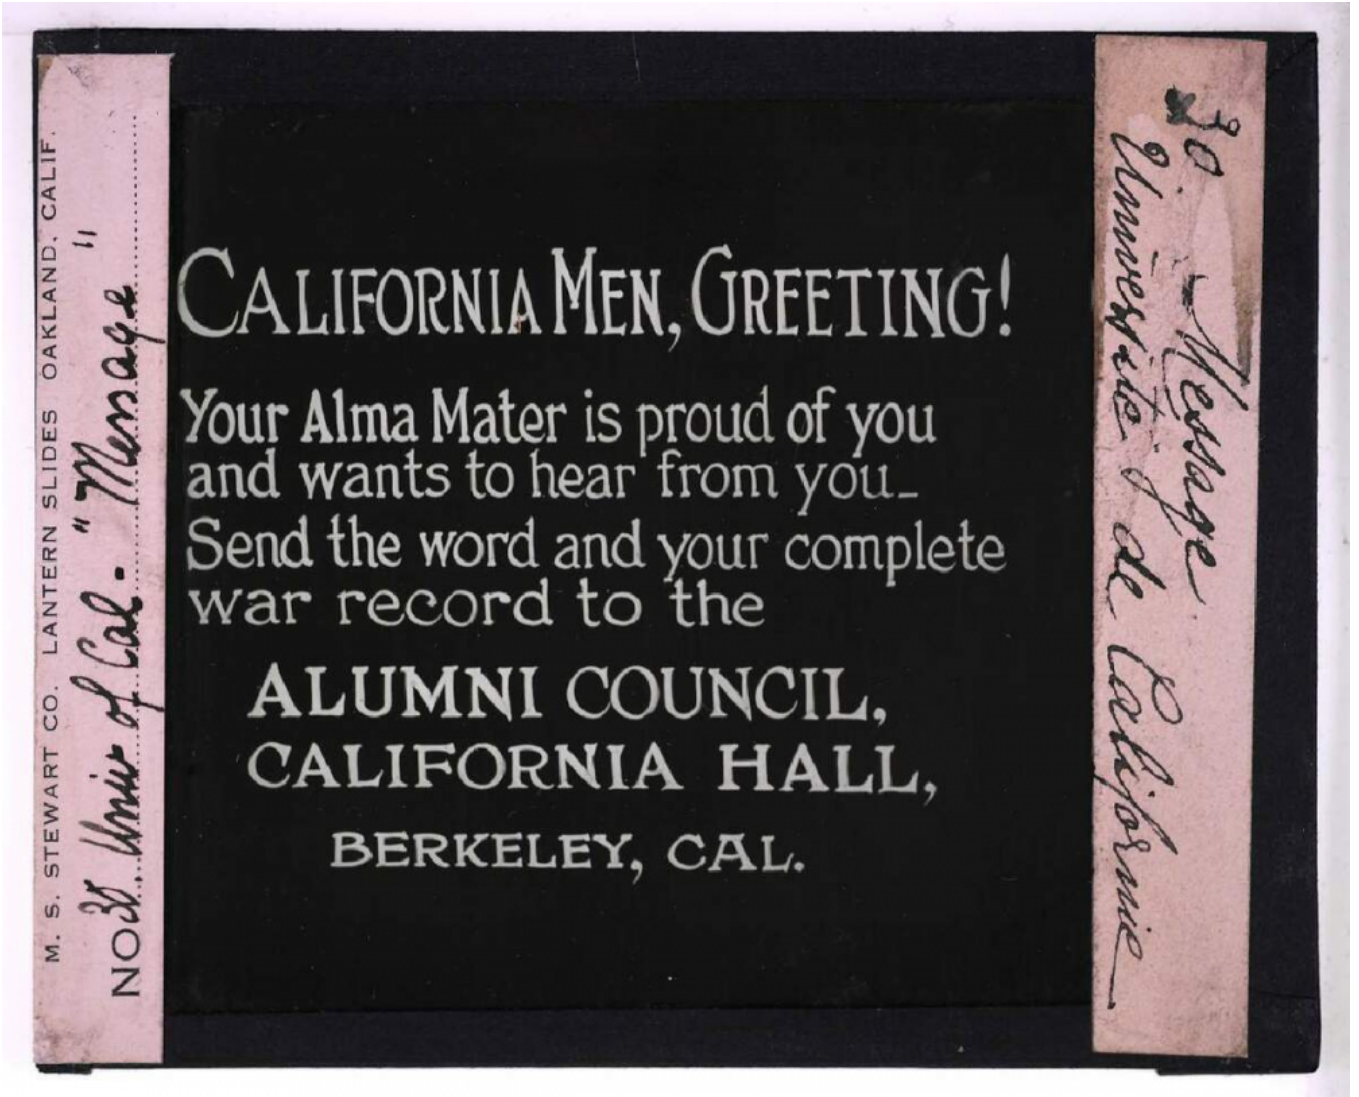 M. S. STEWART CO. LANTERN SLIDES OAKLAND, CALIF.
NO 30 Univ of Cal. - "Message"
CALIFORNIA MEN, GREETING!
Your Alma Mater is proud of you
and wants to hear from you_
Send the word and your complete
war record to the
ALUMNI COUNCIL,
CALIFORNIA HALL,
BERKELEY, CAL.
30 - Message
Université de Californie